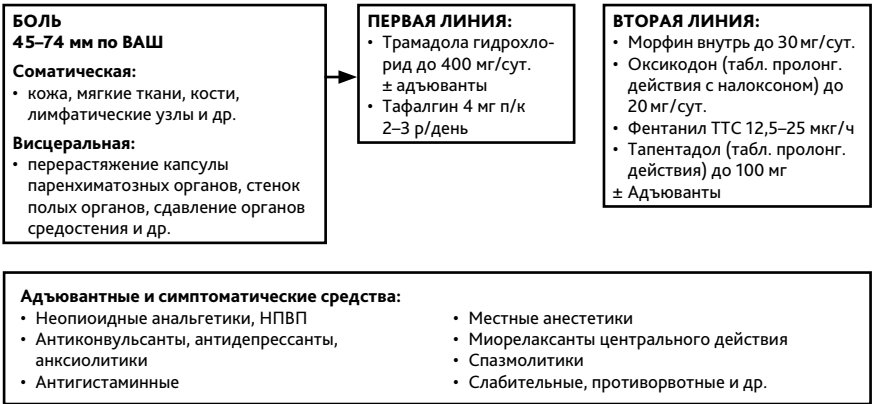 БОЛЬ
45–74 мм по ВАШ
Соматическая:
• кожа, мягкие ткани, кости,
лимфатические узлы и др.
Висцеральная:
• перерастяжение капсулы
паренхиматозных органов, стенок
полых органов, сдавление органов
средостения и др.
ПЕРВАЯ ЛИНИЯ:
• Трамадола гидрохло-
рид до 400 мг/сут.
± адъюванты
• Тафалгин 4 мг п/к
2–3 р/день
ВТОРАЯ ЛИНИЯ:
• Морфин внутрь до 30 мг/сут.
• Оксикодон (табл. пролонг.
действия с налоксоном) до
20 мг/сут.
• Фентанил ТТС 12,5–25 мкг/ч
• Тапентадол (табл. пролонг.
действия) до 100 мг
± Адъюванты
Адъювантные и симптоматические средства:
• Неопиоидные анальгетики, НПВП
• Антиконвульсанты, антидепрессанты,
анксиолитики
• Антигистаминные
• Местные анестетики
• Миорелаксанты центрального действия
• Спазмолитики
• Слабительные, противорвотные и др.